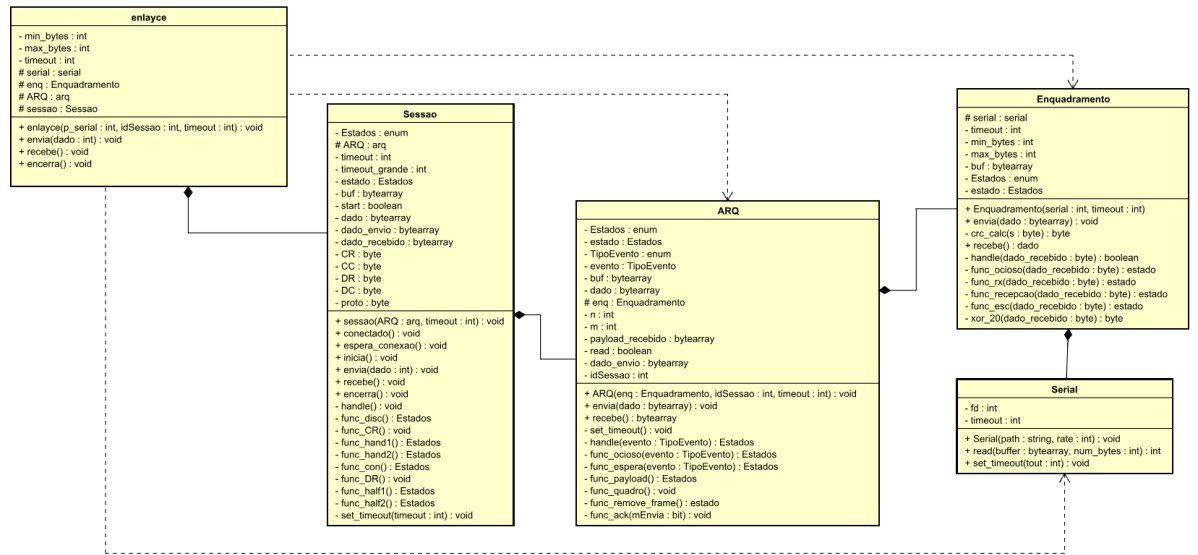 enlayce
- min_bytes : int
- max_bytes : int
- timeout : int
# serial : serial
# enq : Enquadramento
# ARQ : arq
# sessao : Sessao
+ enlayce(p_serial : int, idSessao : int, timeout : int) : void
+ envia(dado : int) : void
+ recebe() : void
+ encerra() : void
Sessao
- Estados : enum
# ARQ : arq
- timeout : int
- timeout_grande : int
- estado : Estados
- buf : bytearray
- start : boolean
- dado : bytearray
- dado_envio : bytearray
- dado_recebido : bytearray
- CR : byte
- CC : byte
- DR : byte
- DC : byte
- proto : byte
+ sessao(ARQ : arq, timeout : int) : void
+ conectado() : void
+ espera_conexao() : void
+ inicia() : void
+ envia(dado : int) : void
+ recebe() : void
+ encerra() : void
- handle() : void
- func_disc() : Estados
- func_CR() : void
- func_hand1() : Estados
- func_hand2() : Estados
- func_con() : Estados
- func_DR() : void
- func_half1() : Estados
- func_half2() : Estados
- set_timeout(timeout : int) : void
ARQ
- Estados : enum
- estado : Estados
- TipoEvento : enum
- evento : TipoEvento
- buf : bytearray
- dado : bytearray
# enq : Enquadramento
- n : int
- m : int
- payload_recebido : bytearray
- read : boolean
- dado_envio : bytearray
- idSessao : int
+ ARQ(enq : Enquadramento, idSessao : int, timeout : int) : void
+ envia(dado : bytearray) : void
+ recebe() : bytearray
- set_timeout() : void
- handle(evento : TipoEvento) : Estados
- func_ocioso(evento : TipoEvento) : Estados
- func_espera(evento : TipoEvento) : Estados
- func_payload() : Estados
- func_quadro() : void
- func_remove_frame() : estado
- func_ack(mEnvia : bit) : void
Enquadramento
# serial : serial
- timeout : int
- min_bytes : int
- max_bytes : int
- buf : bytearray
- Estados : enum
- estado : Estados
+ Enquadramento(serial : int, timeout : int)
+ envia(dado : bytearray) : void
- crc_calc(s : byte) : byte
+ recebe() : dado
- handle(dado_recebido : byte) : boolean
- func_ocioso(dado_recebido : byte) : estado
- func_rx(dado_recebido : byte) : estado
- func_recepcao(dado_recebido : byte) : estado
- func_esc(dado_recebido : byte) : estado
- xor_20(dado_recebido : byte) : byte
Serial
- fd : int
- timeout : int
+ Serial(path : string, rate : int) : void
+ read(buffer : bytearray, num_bytes : int) : int
+ set_timeout(tout : int) : void